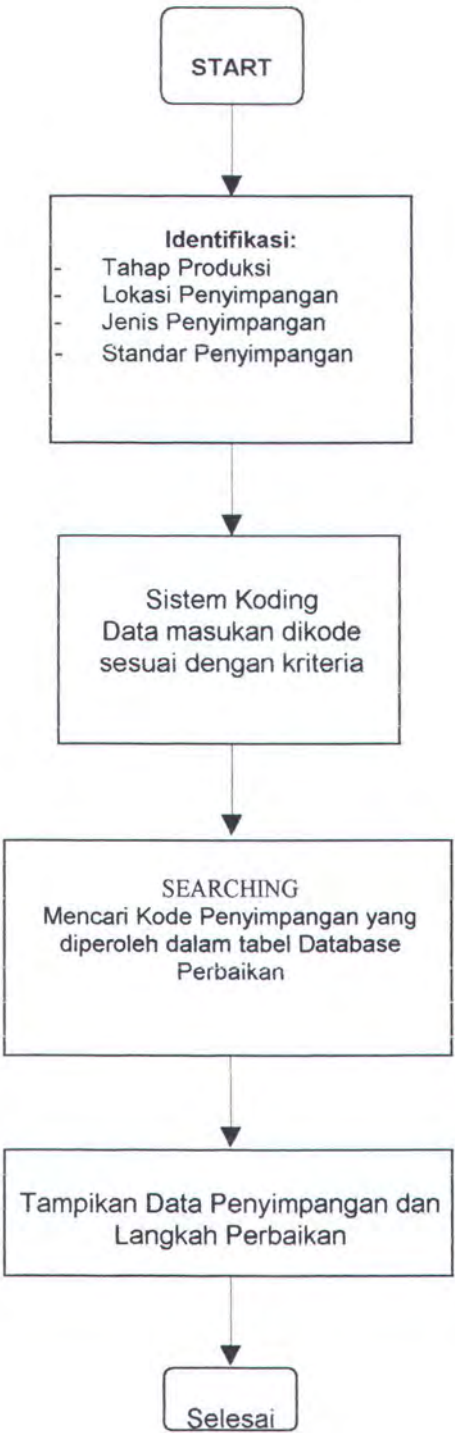 START
Identifikasi:
- Tahap Produksi
- Lokasi Penyimpangan
- Jenis Penyimpangan
- Standar Penyimpangan
Sistem Koding
Data masukan dikode
sesuai dengan kriteria
SEARCHING
Mencari Kode Penyimpangan yang
diperoleh dalam tabel Database
Perbaikan
Tampikan Data Penyimpangan dan
Langkah Perbaikan
Selesai